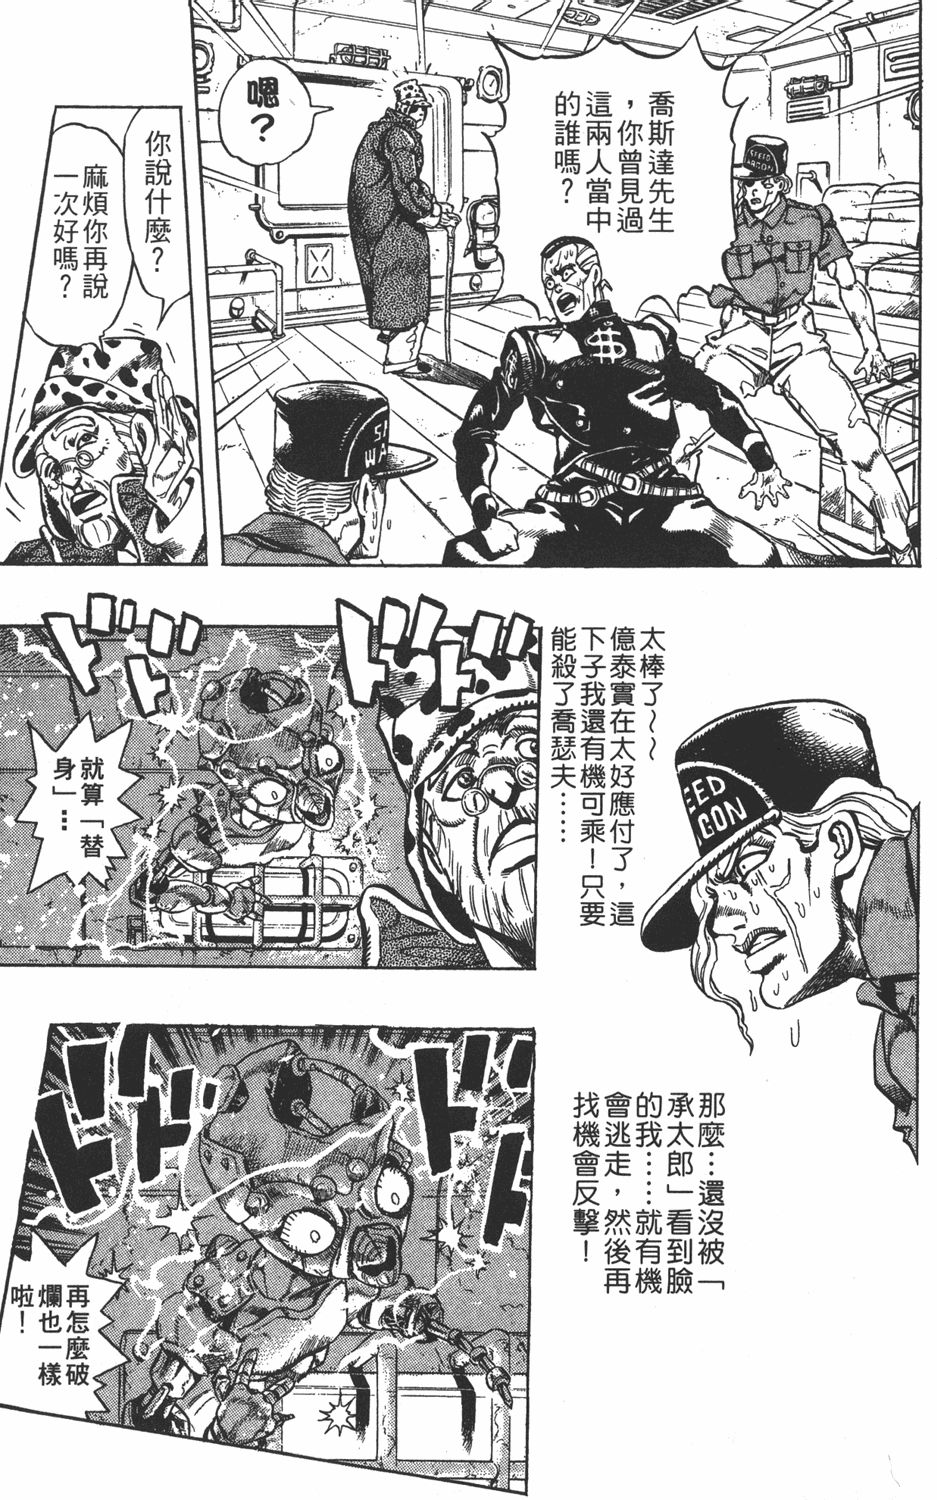 喬斯達先生
，你曾見過
這兩人當中
的誰嗎？
嗯？
SPEED
WAGON
S
WA
你說什麼？
麻煩你再說
一次好嗎？
太棒了～～
億泰實在太好應付了，這
下子我還有機可乘！只要
能殺了喬瑟夫……
EED
GON
ドド
ドド
就算「替
身」…
那麼…還沒被「
承太郎」看到臉
的我……就有機
會逃走，然後再
找機會反擊！
ドド
ドド
再怎麼破
爛也一樣
啦！